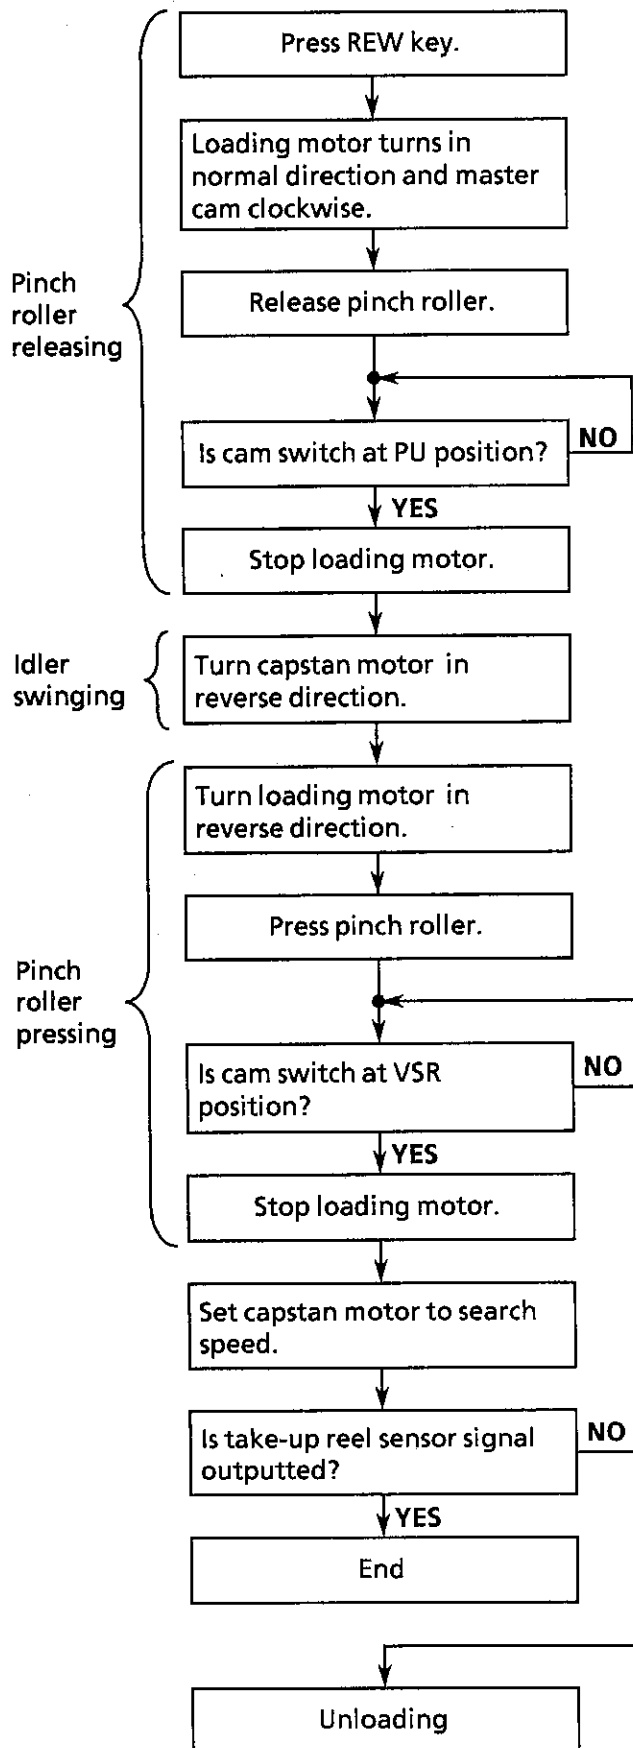 Press REW key.
Loading motor turns in
normal direction and master
cam clockwise.
Pinch
roller
releasing
Release pinch roller.
Is cam switch at PU position?
NO
YES
Stop loading motor.
Idler
swinging
Turn capstan motor in
reverse direction.
Turn loading motor in
reverse direction.
Press pinch roller.
Pinch
roller
pressing
Is cam switch at VSR
position?
NO
YES
Stop loading motor.
Set capstan motor to search
speed.
Is take-up reel sensor signal
outputted?
NO
YES
End
Unloading